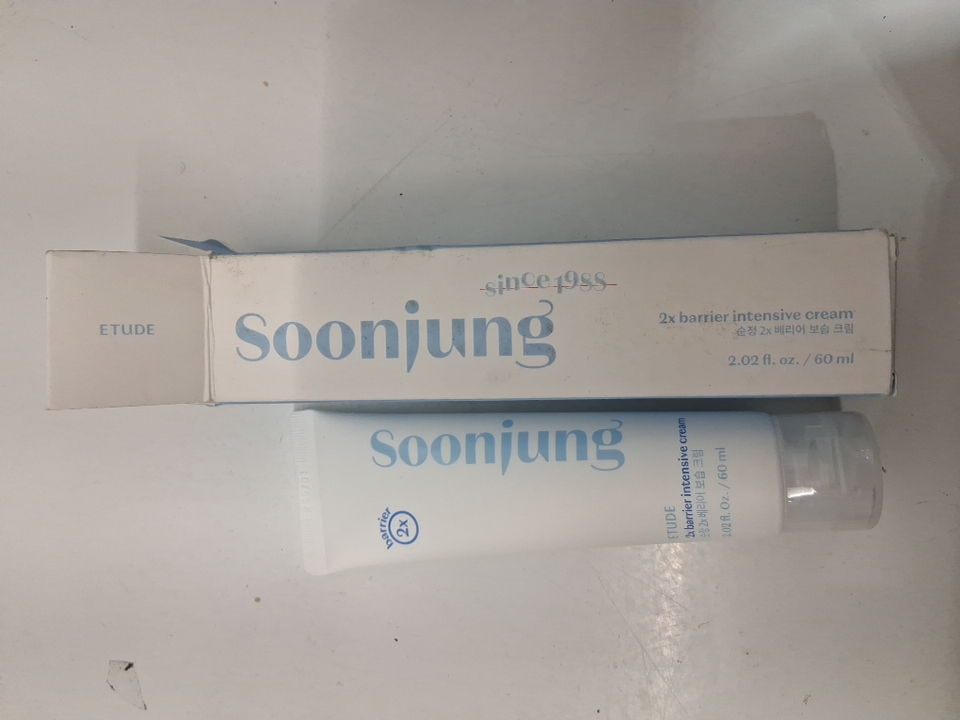 ETUDE
since 1988
Soonjung
2x barrier intensive cream
순정 2x 베리어 보습 크림
2.02 fl. oz. / 60 ml
Soonjung
barrier
2x
ETUDE
2x barrier intensive cream
순정 2x 베리어 보습 크림
2.02 fl. Oz. / 60 ml